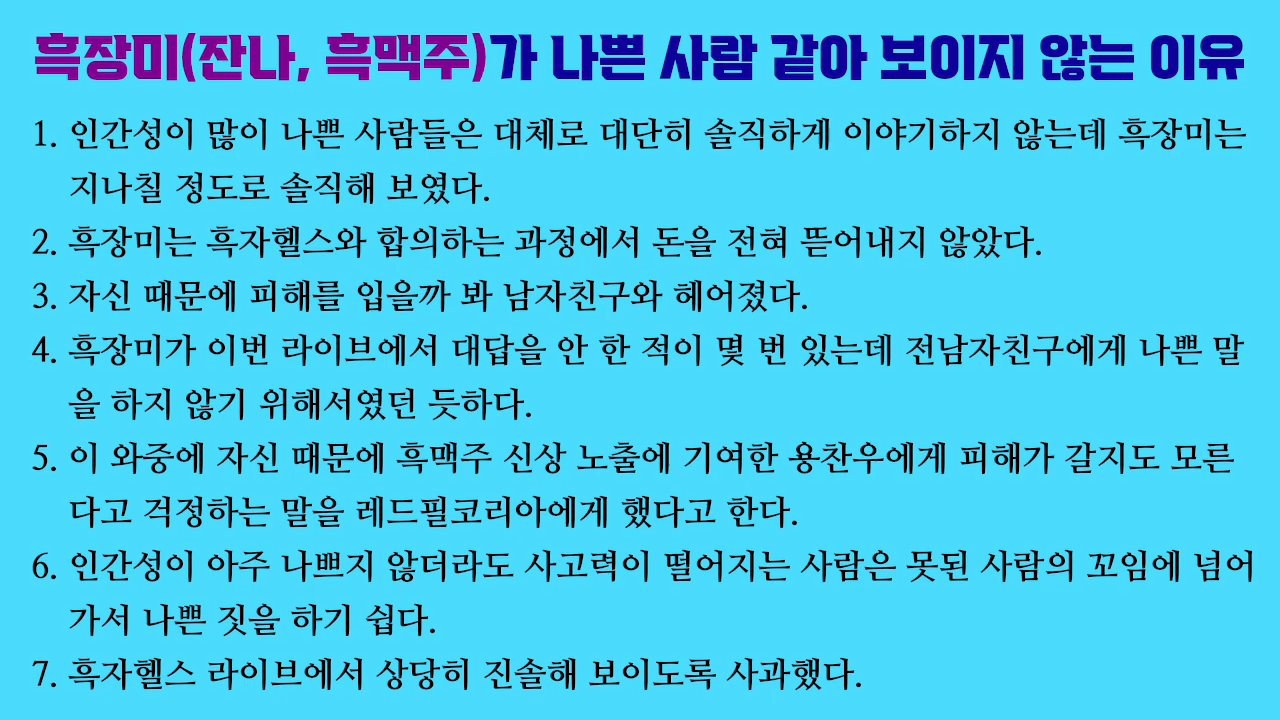 흑장미(잔나, 흑맥주)가 나쁜 사람 같아 보이지 않는 이유
1. 인간성이 많이 나쁜 사람들은 대체로 대단히 솔직하게 이야기하지 않는데 흑장미는
지나칠 정도로 솔직해 보였다.
2. 흑장미는 흑자헬스와 합의하는 과정에서 돈을 전혀 뜯어내지 않았다.
3. 자신 때문에 피해를 입을까 봐 남자친구와 헤어졌다.
4. 흑장미가 이번 라이브에서 대답을 안 한 적이 몇 번 있는데 전남자친구에게 나쁜 말
을 하지 않기 위해서였던 듯하다.
5. 이 와중에 자신 때문에 흑맥주 신상 노출에 기여한 용찬우에게 피해가 갈지도 모른
다고 걱정하는 말을 레드필코리아에게 했다고 한다.
6. 인간성이 아주 나쁘지 않더라도 사고력이 떨어지는 사람은 못된 사람의 꼬임에 넘어
가서 나쁜 짓을 하기 쉽다.
7. 흑자헬스 라이브에서 상당히 진솔해 보이도록 사과했다.